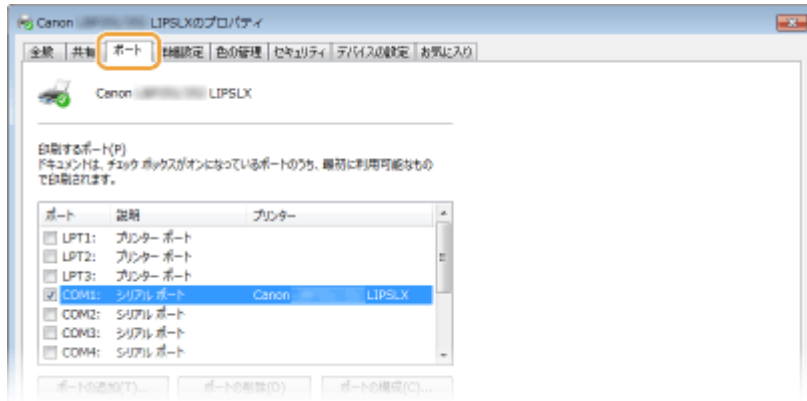 Canon LIPSLXのプロパティ
全般 共有 ポート 詳細設定 色の管理 セキュリティ デバイスの設定 お気に入り
Canon LIPSLX
印刷するポート(P)
ドキュメントは、チェック ボックスがオンになっているポートのうち、最初に利用可能なもの
で印刷されます。
ポート 説明 プリンター
LPT1: プリンター ポート
LPT2: プリンター ポート
LPT3: プリンター ポート
COM1: シリアル ポート Canon LIPSLX
COM2: シリアル ポート
COM3: シリアル ポート
COM4: シリアル ポート
ポートの追加(T)... ポートの削除(D) ポートの構成(C)...